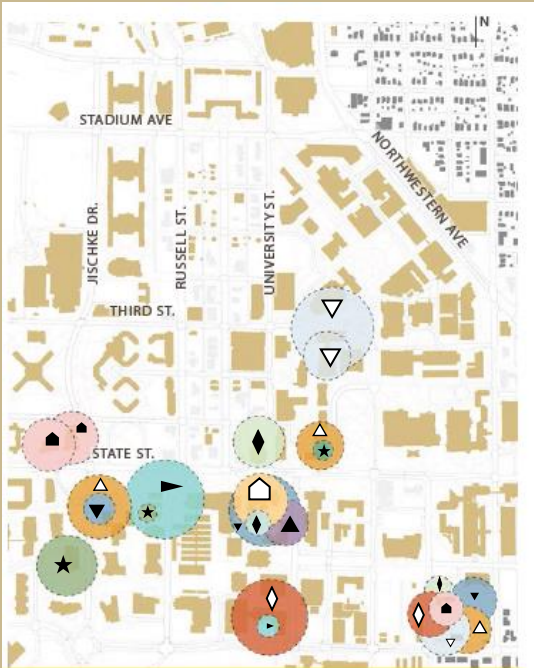 N
STADIUM AVE
NORTHWESTERN AVE
JISCHKE DR.
RUSSELL ST.
UNIVERSITY ST.
THIRD ST.
STATE ST.